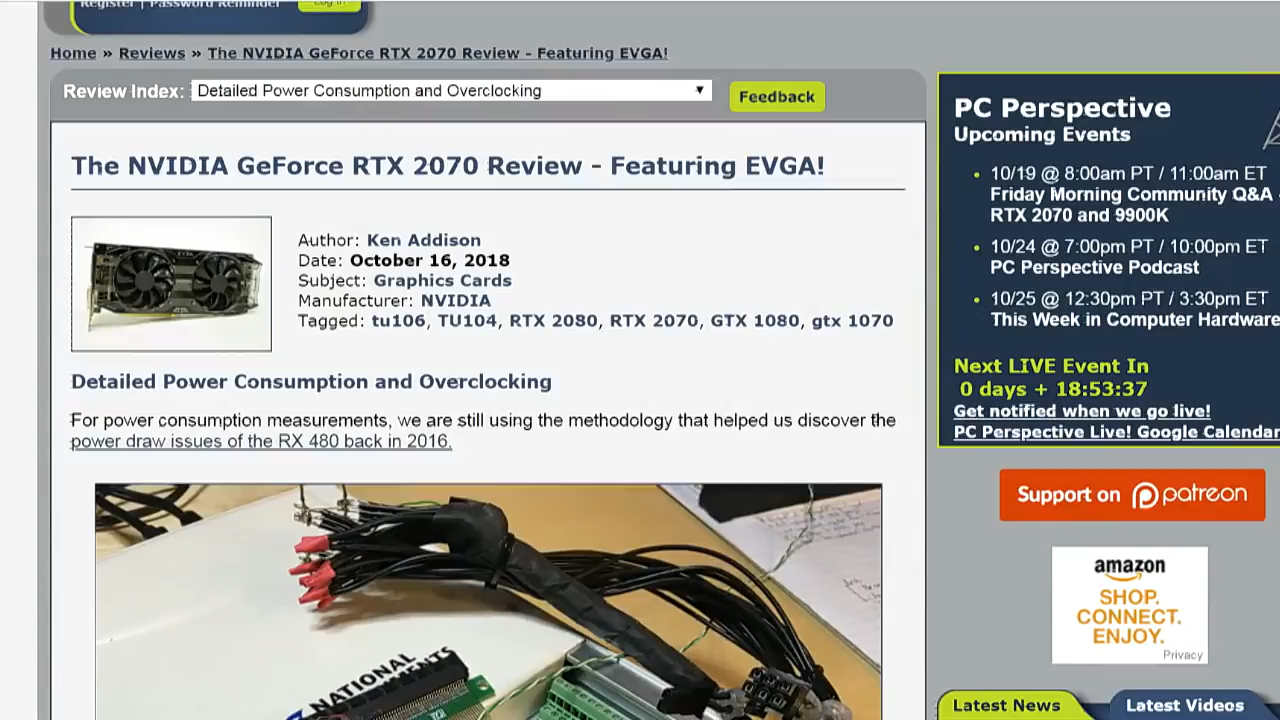 Register | Password Reminder
Log in
Home » Reviews » The NVIDIA GeForce RTX 2070 Review - Featuring EVGA!
Review Index:
Detailed Power Consumption and Overclocking
Feedback
The NVIDIA GeForce RTX 2070 Review - Featuring EVGA!
Author: Ken Addison
Date: October 16, 2018
Subject: Graphics Cards
Manufacturer: NVIDIA
Tagged: tu106, TU104, RTX 2080, RTX 2070, GTX 1080, gtx 1070
Detailed Power Consumption and Overclocking
For power consumption measurements, we are still using the methodology that helped us discover the
power draw issues of the RX 480 back in 2016.
NATIONAL
INSTRUMENTS
PC Perspective
Upcoming Events
10/19 @ 8:00am PT / 11:00am ET
Friday Morning Community Q&A -
RTX 2070 and 9900K
10/24 @ 7:00pm PT / 10:00pm ET
PC Perspective Podcast
10/25 @ 12:30pm PT / 3:30pm ET
This Week in Computer Hardware
Next LIVE Event In
0 days + 18:53:37
Get notified when we go live!
PC Perspective Live! Google Calendar
Support on patreon
amazon
SHOP.
CONNECT.
ENJOY.
Privacy
Latest News
Latest Videos